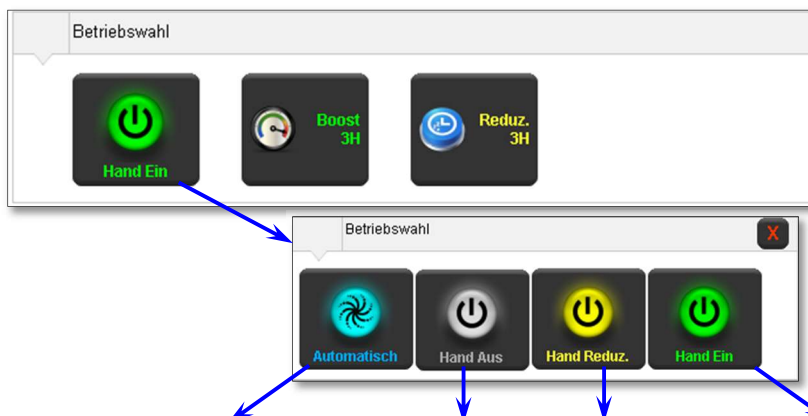 Betriebswahl
Hand Ein
Boost
3H
Reduz.
3H
Betriebswahl
X
Automatisch
Hand Aus
Hand Reduz.
Hand Ein